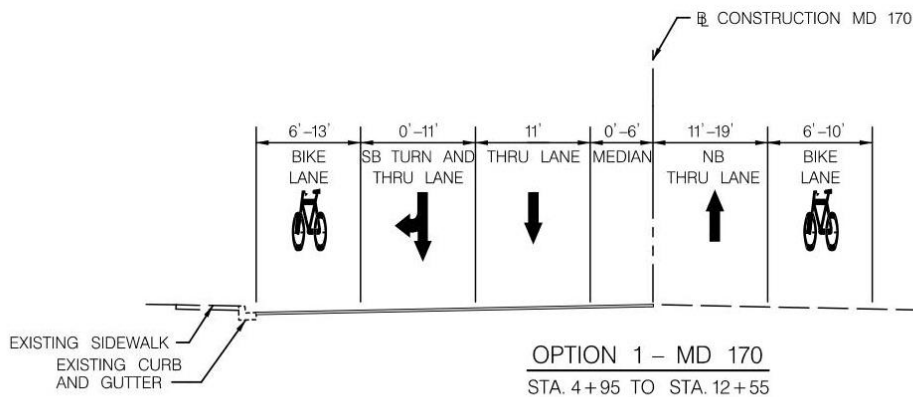 ℄ CONSTRUCTION MD 170
6'-13' 0'-11' 11' 0'-6' 11'-19' 6'-10'
BIKE LANE
SB TURN AND THRU LANE
THRU LANE
MEDIAN
NB THRU LANE
BIKE LANE
EXISTING SIDEWALK
EXISTING CURB
AND GUTTER
OPTION 1 - MD 170
STA. 4+95 TO STA. 12+55